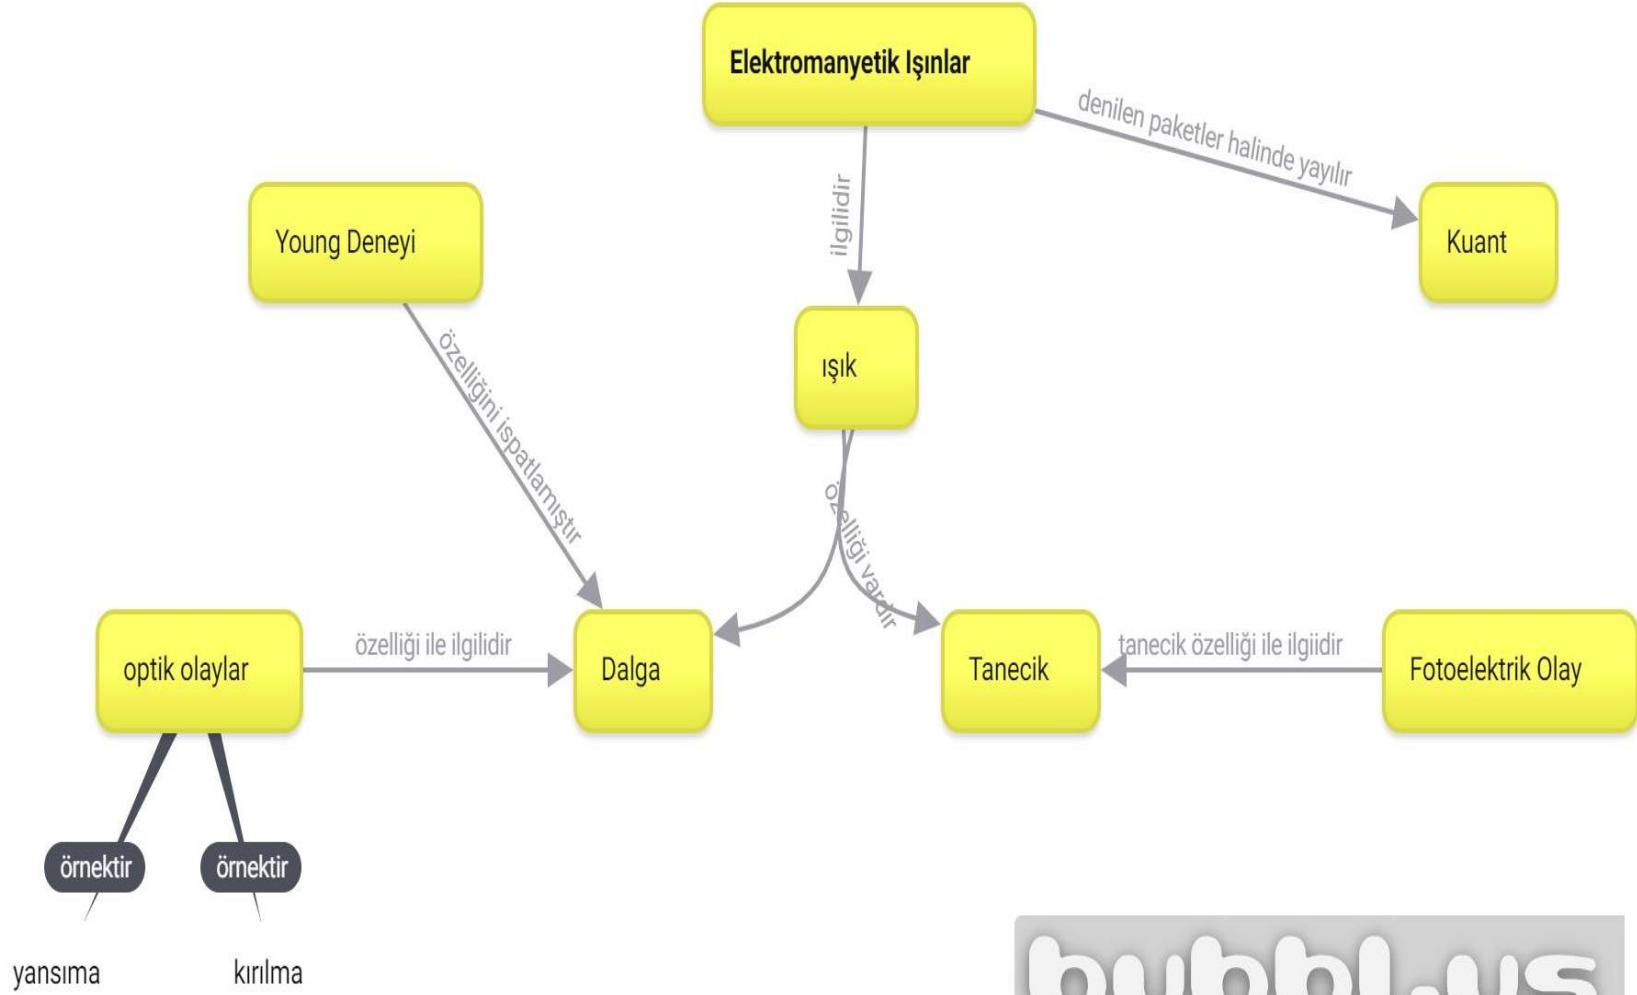 Elektromanyetik Işınlar
denilen paketler halinde yayılır
ilgilidir
Young Deneyi
Kuant
özelliğini ispatlamıştır
ışık
özelliği vardır
optik olaylar
özelliği ile ilgilidir
Dalga
Tanecik
tanecik özelliği ile ilgiidir
Fotoelektrik Olay
örnektir
örnektir
yansıma
kırılma
bubbl.us